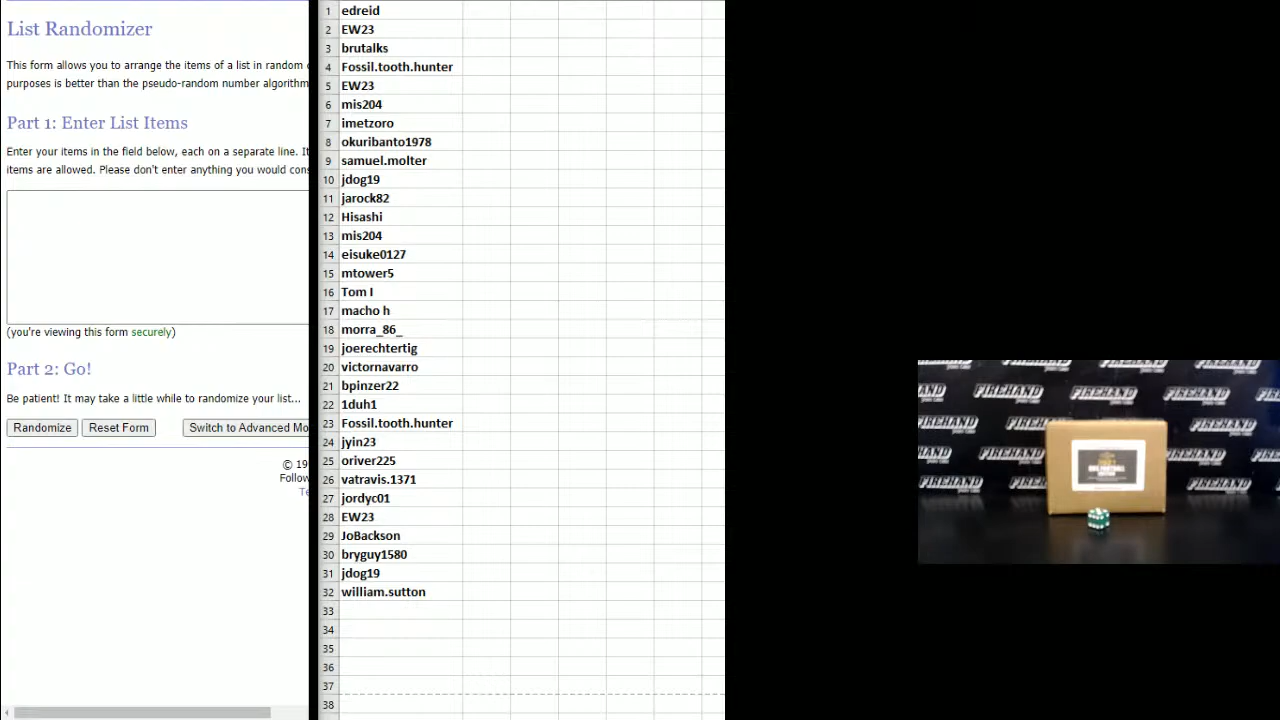 List Randomizer
This form allows you to arrange the items of a list in random
purposes is better than the pseudo-random number algorithm
Part 1: Enter List Items
Enter your items in the field below, each on a separate line.
items are allowed. Please don't enter anything you would
(you're viewing this form securely)
Part 2: Go!
Be patient! It may take a little while to randomize your list...
Randomize
Reset Form
Switch to Advanced
© 19
Follow
1 edreid
2 EW23
3 brutalks
4 Fossil.tooth.hunter
5 EW23
6 mis204
7 imetzoro
8 okuribanto1978
9 samuel.molter
10 jdog19
11 jarock82
12 Hisashi
13 mis204
14 eisuke0127
15 mtower5
16 Tom I
17 macho h
18 morra_86_
19 joerechtertig
20 victornavarro
21 bpinzer22
22 1duh1
23 Fossil.tooth.hunter
24 jyin23
25 oriver225
26 vatravis.1371
27 jordyc01
28 EW23
29 JoBackson
30 bryguy1580
31 jdog19
32 william.sutton
33
34
35
36
37
38
FIREHAND
FIREHAND
FIREHAND
FIREHAND
FIREHAND
FIREHAND
FIREHAND